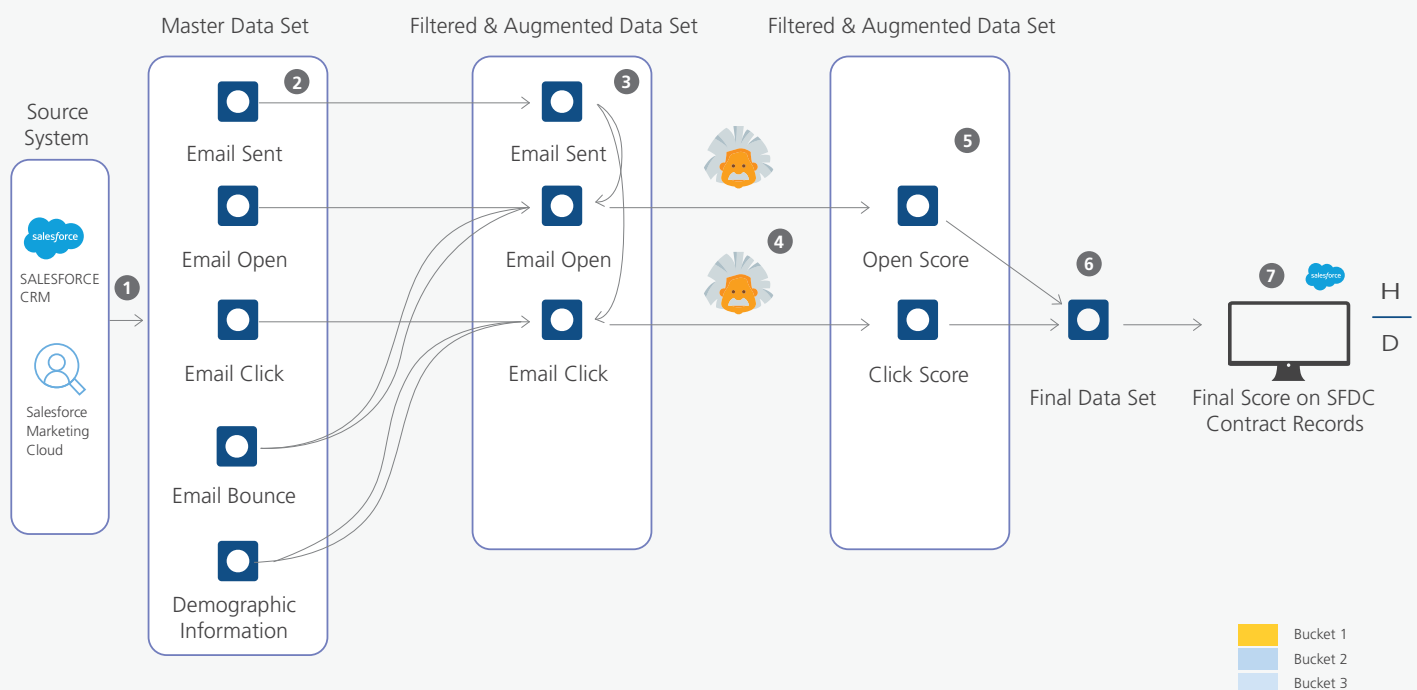 Master Data Set
Filtered & Augmented Data Set
Filtered & Augmented Data Set
Source
System
salesforce
SALESFORCE
CRM
Salesforce
Marketing
Cloud
1
2
Email Sent
Email Open
Email Click
Email Bounce
Demographic
Information
3
Email Sent
Email Open
Email Click
4
5
Open Score
Click Score
6
Final Data Set
7
salesforce
Final Score on SFDC
Contract Records
H
D
Bucket 1
Bucket 2
Bucket 3